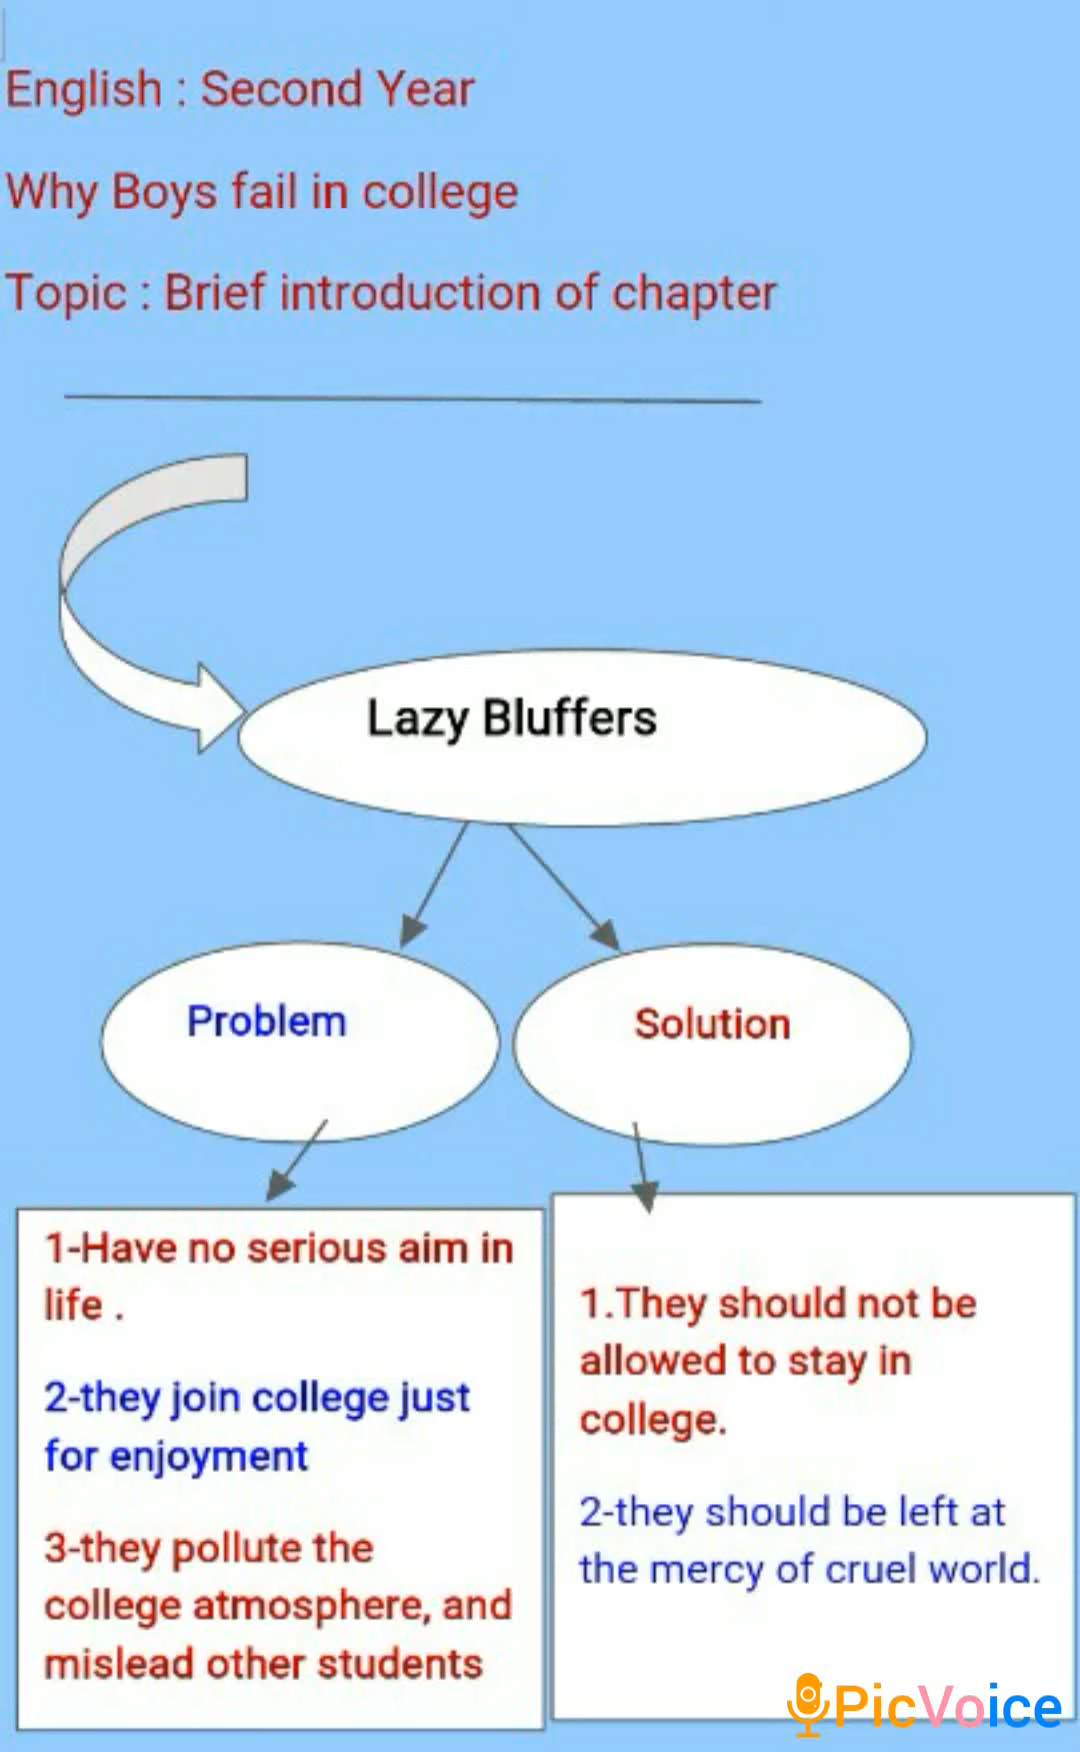 English : Second Year
Why Boys fail in college
Topic : Brief introduction of chapter
Lazy Bluffers
Problem
Solution
1-Have no serious aim in
life .
2-they join college just
for enjoyment
3-they pollute the
college atmosphere, and
mislead other students
1.They should not be
allowed to stay in
college.
2-they should be left at
the mercy of cruel world.
PicVoice